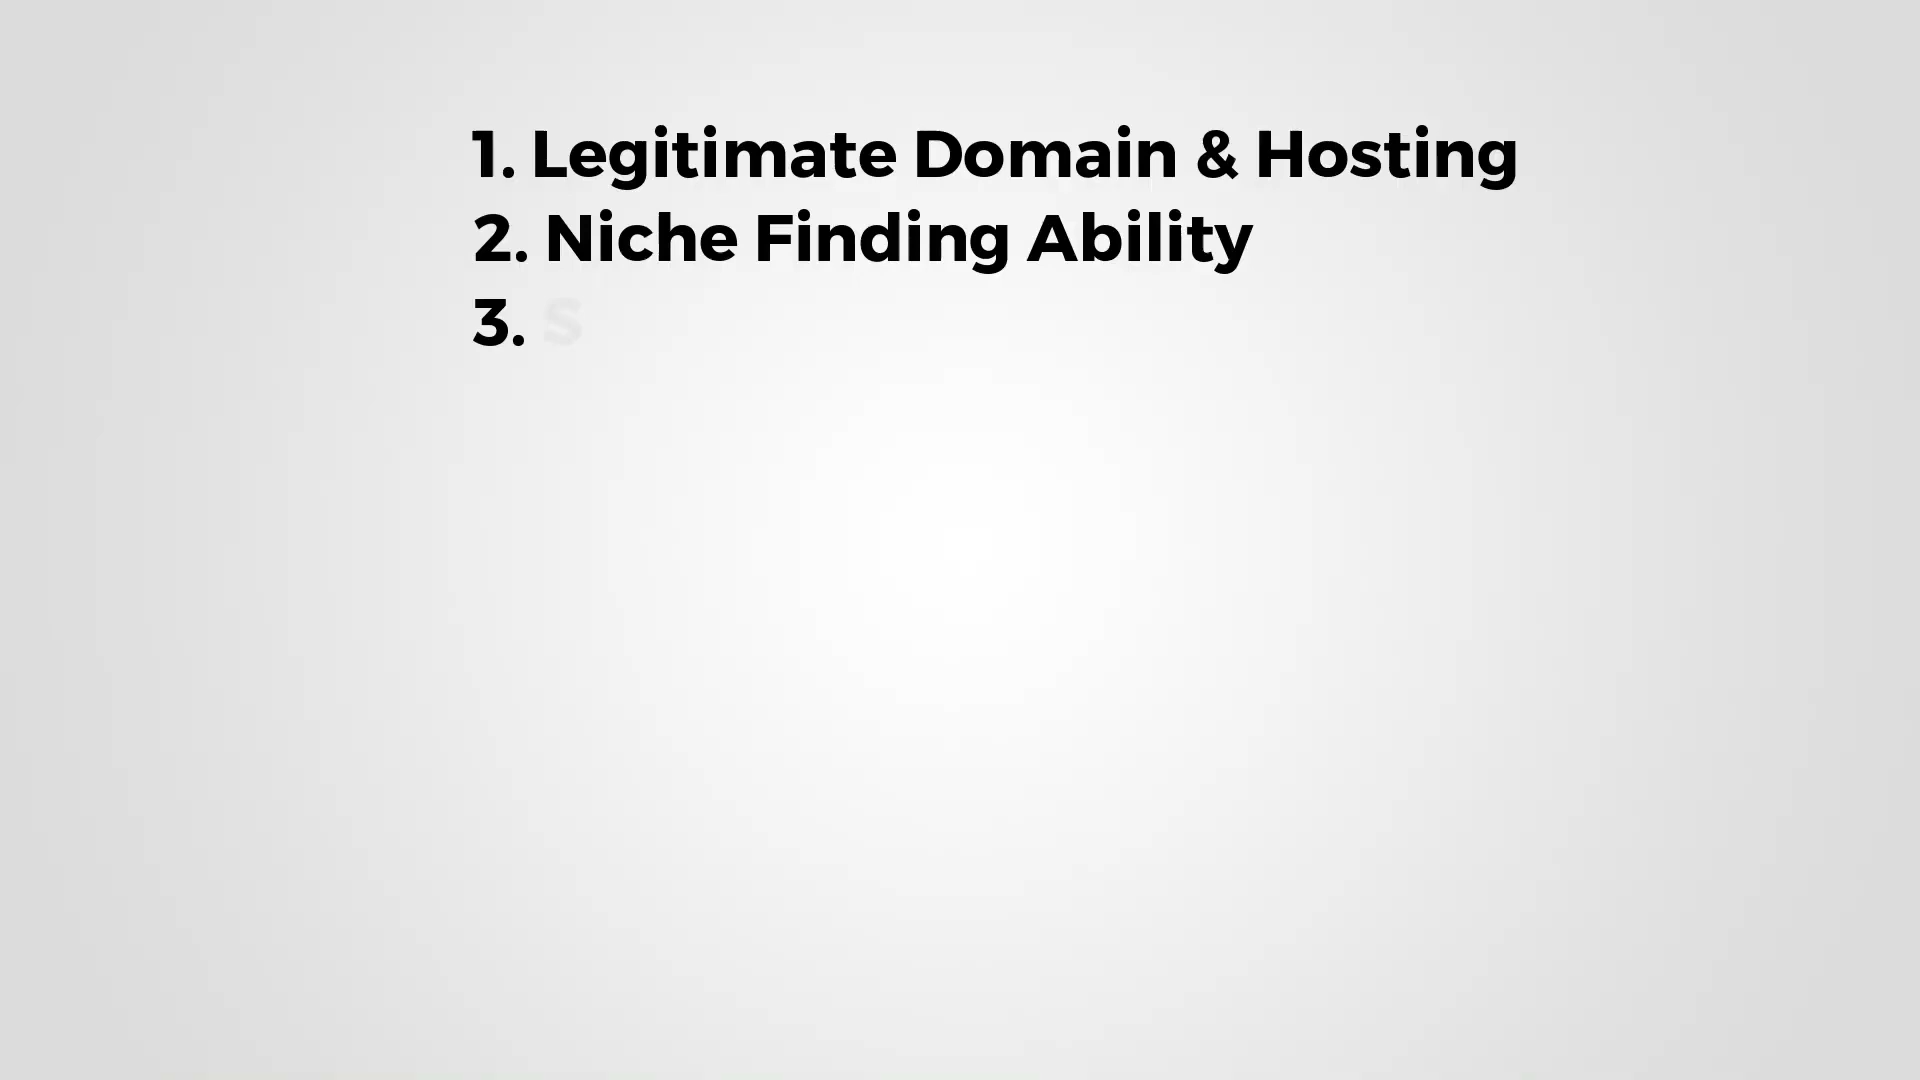 1. Legitimate Domain & Hosting
2. Niche Finding Ability
3. S